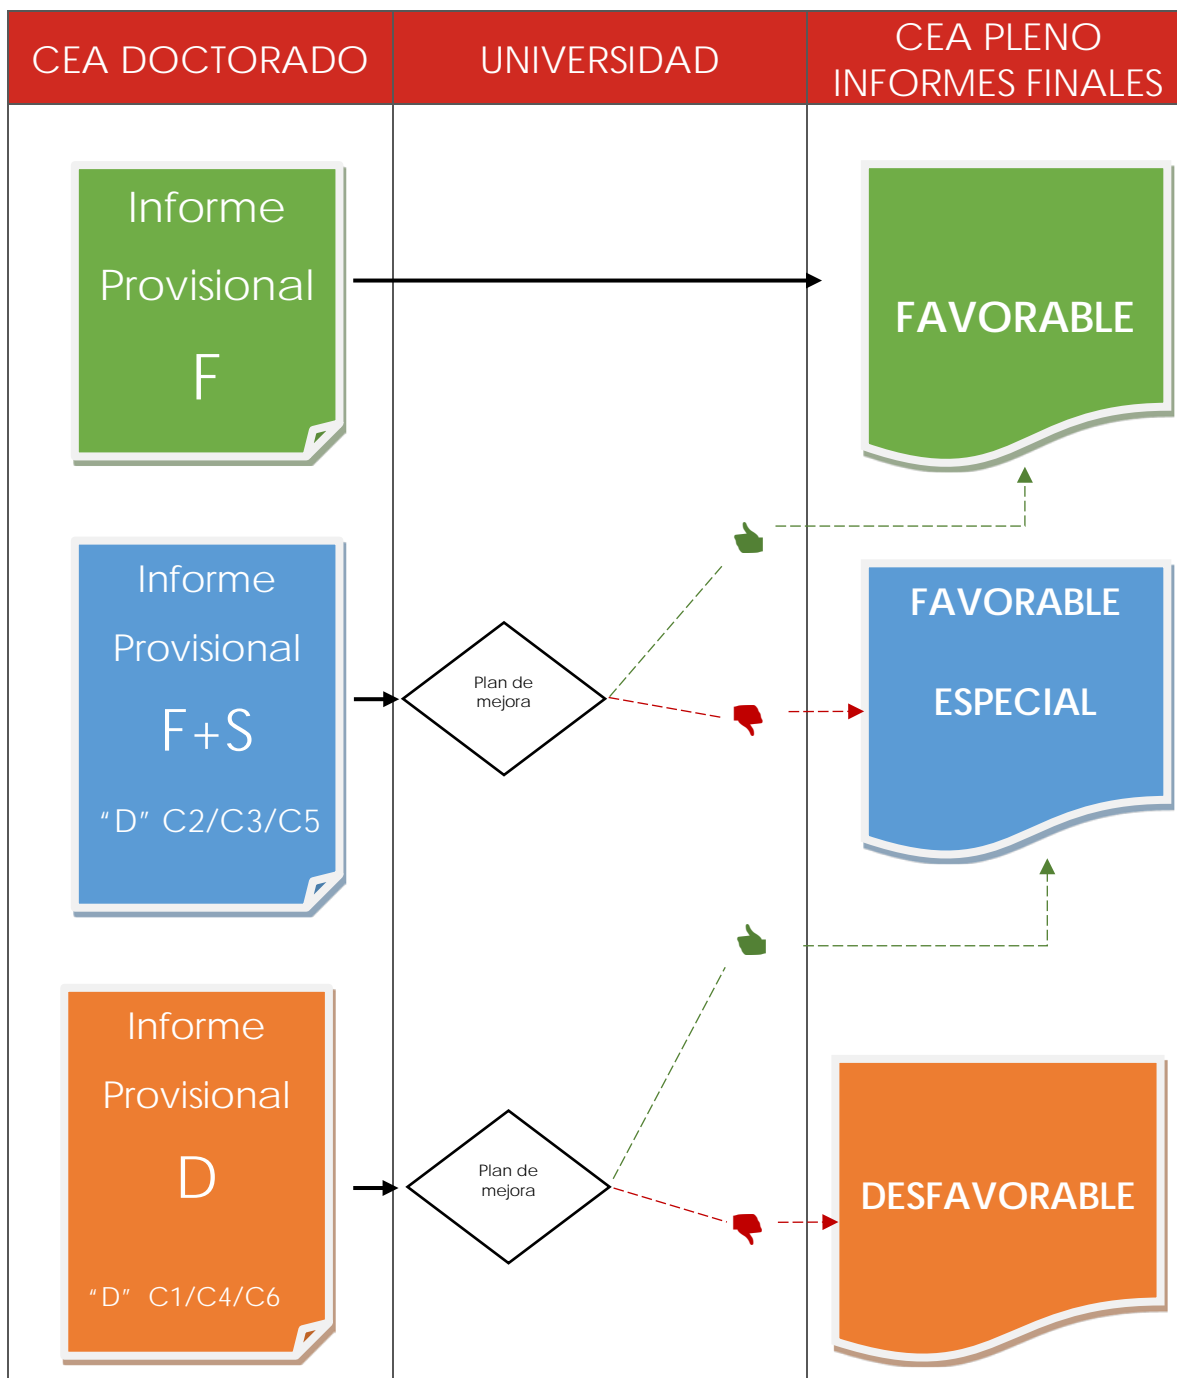 CEA DOCTORADO
UNIVERSIDAD
CEA PLENO
INFORMES FINALES
Informe
Provisional
F
FAVORABLE
Informe
Provisional
F+S
"D" C2/C3/C5
Plan de
mejora
FAVORABLE
ESPECIAL
Informe
Provisional
D
"D" C1/C4/C6
Plan de
mejora
DESFAVORABLE